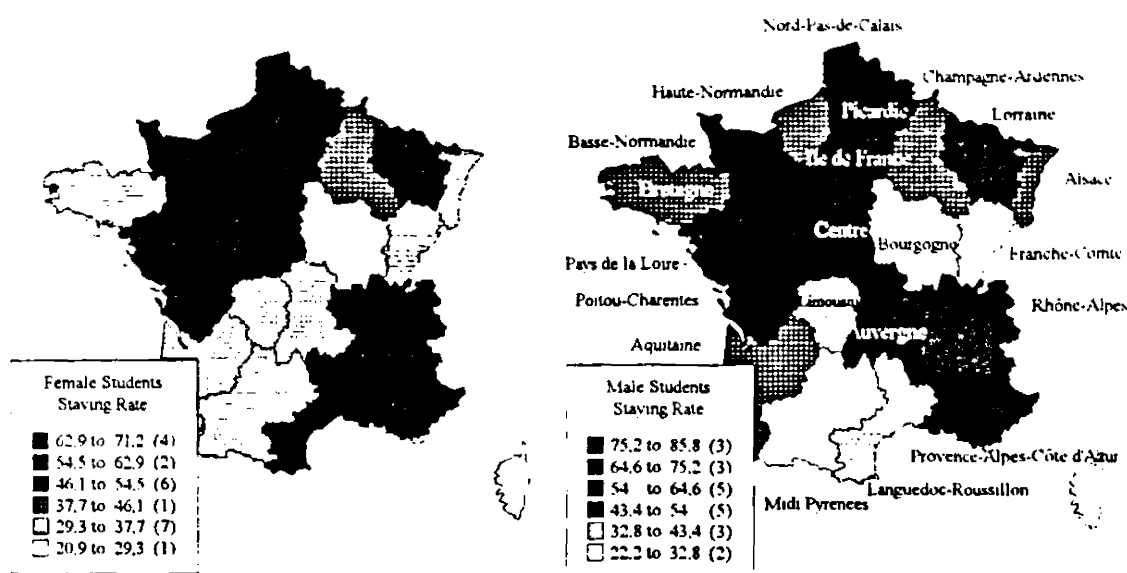 Nord-Pas-de-Calais
Haute-Normandie
Champagne-Ardennes
Picardie
Lorraine
Basse-Normandie
Ile de France
Alsace
Bretagne
Centre
Bourgogne
Franche-Comte
Pays de la Loire
Poitou-Charentes
Limousin
Rhône-Alpes
Auvergne
Aquitaine
Provence-Alpes-Côte d'Azur
Languedoc-Roussillon
Midi Pyrenees
Female Students
Staying Rate
62.9 to 71.2 (4)
54.5 to 62.9 (2)
46.1 to 54.5 (6)
37.7 to 46.1 (1)
29.3 to 37.7 (7)
20.9 to 29.3 (1)
Male Students
Staying Rate
75.2 to 85.8 (3)
64.6 to 75.2 (3)
54 to 64.6 (5)
43.4 to 54 (5)
32.8 to 43.4 (3)
22.2 to 32.8 (2)